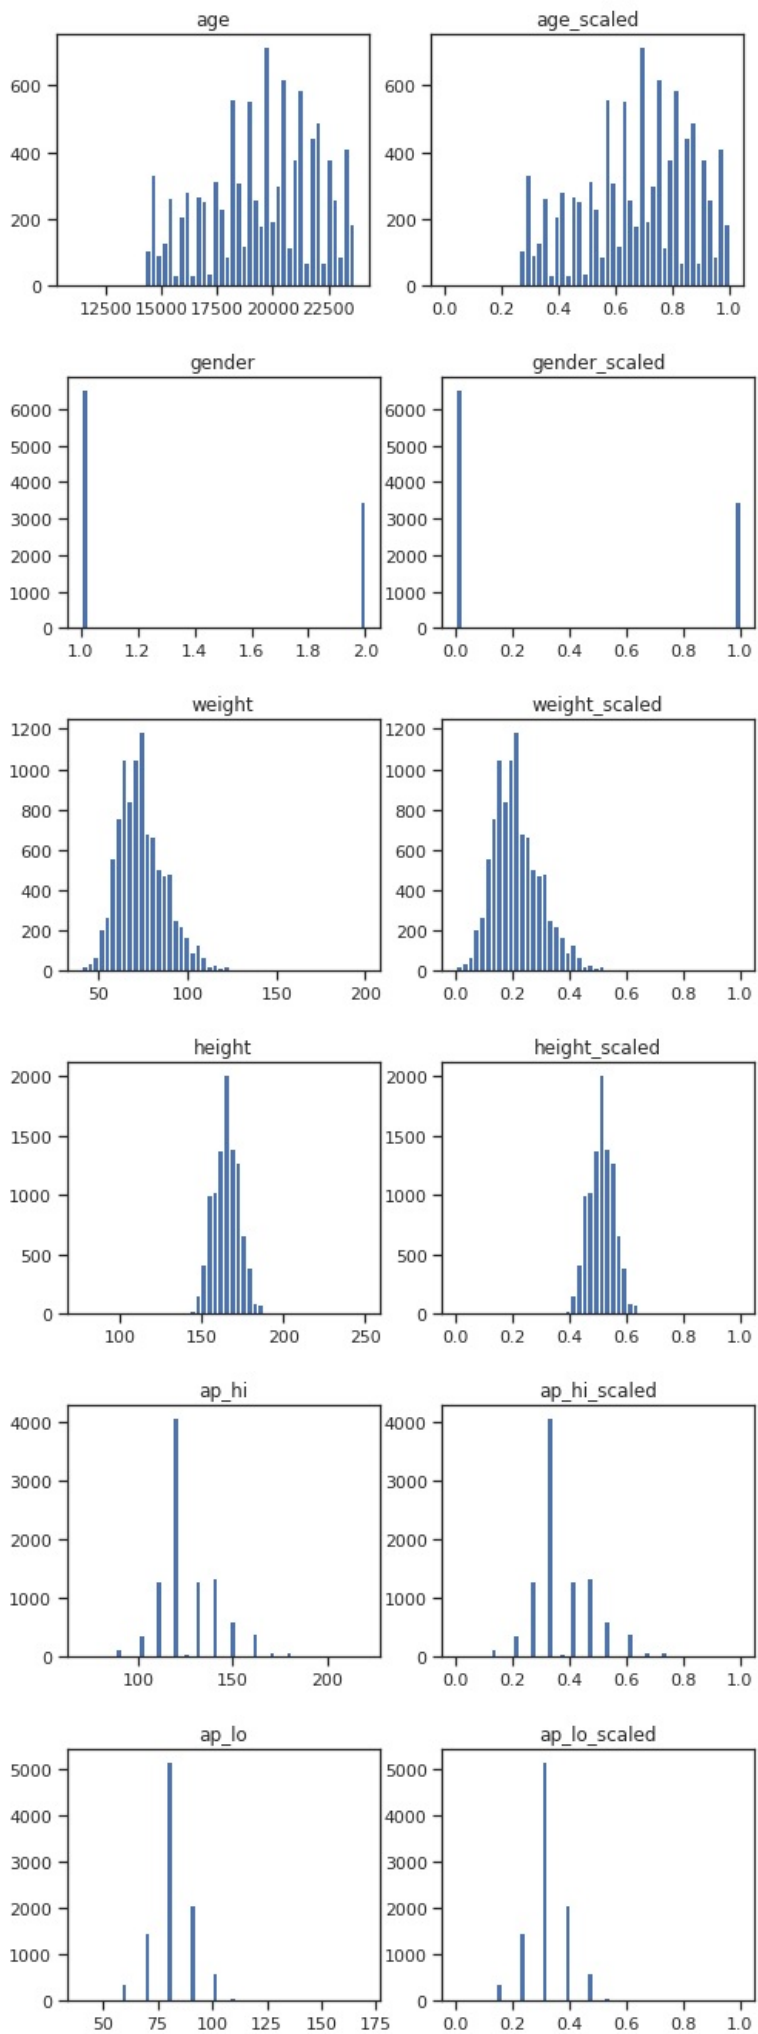 age age_scaled
600 600
400 400
200 200
0 0
12500 15000 17500 20000 22500 0.0 0.2 0.4 0.6 0.8 1.0
gender gender_scaled
6000 6000
5000 5000
4000 4000
3000 3000
2000 2000
1000 1000
0 0
1.0 1.2 1.4 1.6 1.8 2.0 0.0 0.2 0.4 0.6 0.8 1.0
weight weight_scaled
1200 1200
1000 1000
800 800
600 600
400 400
200 200
0 0
50 100 150 200 0.0 0.2 0.4 0.6 0.8 1.0
height height_scaled
2000 2000
1500 1500
1000 1000
500 500
0 0
100 150 200 250 0.0 0.2 0.4 0.6 0.8 1.0
ap_hi ap_hi_scaled
4000 4000
3000 3000
2000 2000
1000 1000
0 0
100 150 200 0.0 0.2 0.4 0.6 0.8 1.0
ap_lo ap_lo_scaled
5000 5000
4000 4000
3000 3000
2000 2000
1000 1000
0 0
50 75 100 125 150 175 0.0 0.2 0.4 0.6 0.8 1.0